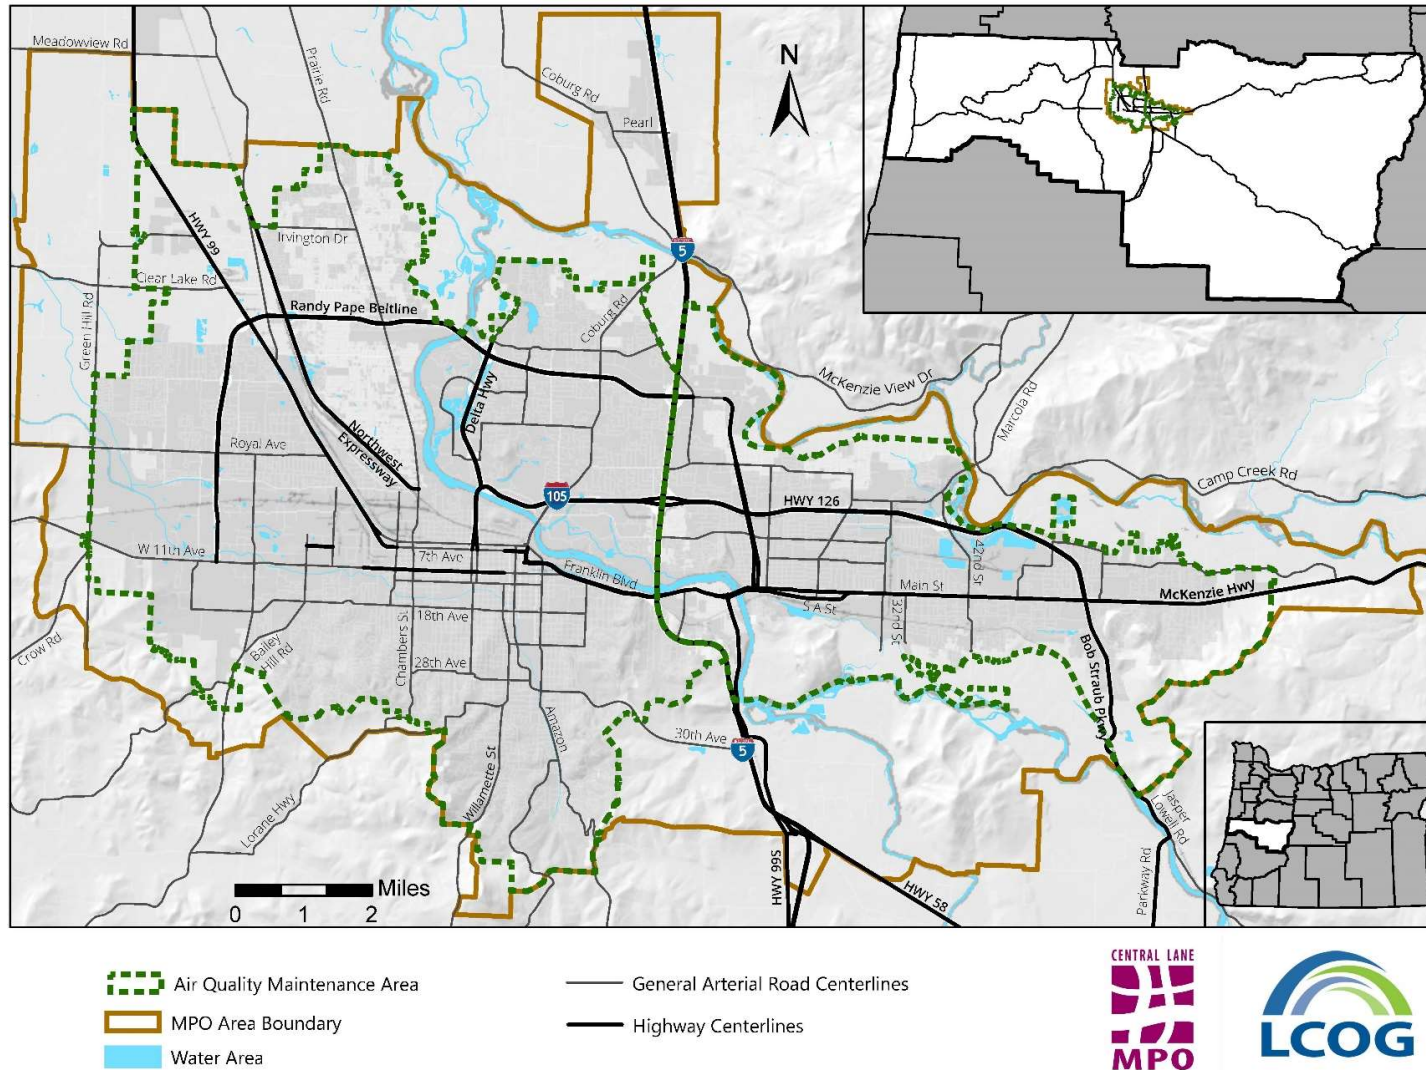 Meadowview Rd
Prairie Rd
Coburg Rd
Pearl
N
HWY 99
Irvington Dr
5
Clear Lake Rd
Green Hill Rd
Randy Pape Beltline
Coburg Rd
Delta Hwy
McKenzie View Dr
Marcola Rd
Royal Ave
Northwest
Expressway
105
HWY 126
Camp Creek Rd
W 11th Ave
7th Ave
Franklin Blvd
42nd St
Main St
McKenzie Hwy
S A St
32nd St
18th Ave
Chambers St
Bailey
Hill Rd
Crow Rd
28th Ave
Bob Straub Pkwy
Amazon
30th Ave
5
Willamette St
Lorane Hwy
Jasper
Lowell Rd
Parkway Rd
HWY 99S
HWY 58
Miles
0 1 2
Air Quality Maintenance Area
MPO Area Boundary
Water Area
General Arterial Road Centerlines
Highway Centerlines
CENTRAL LANE
MPO
LCOG